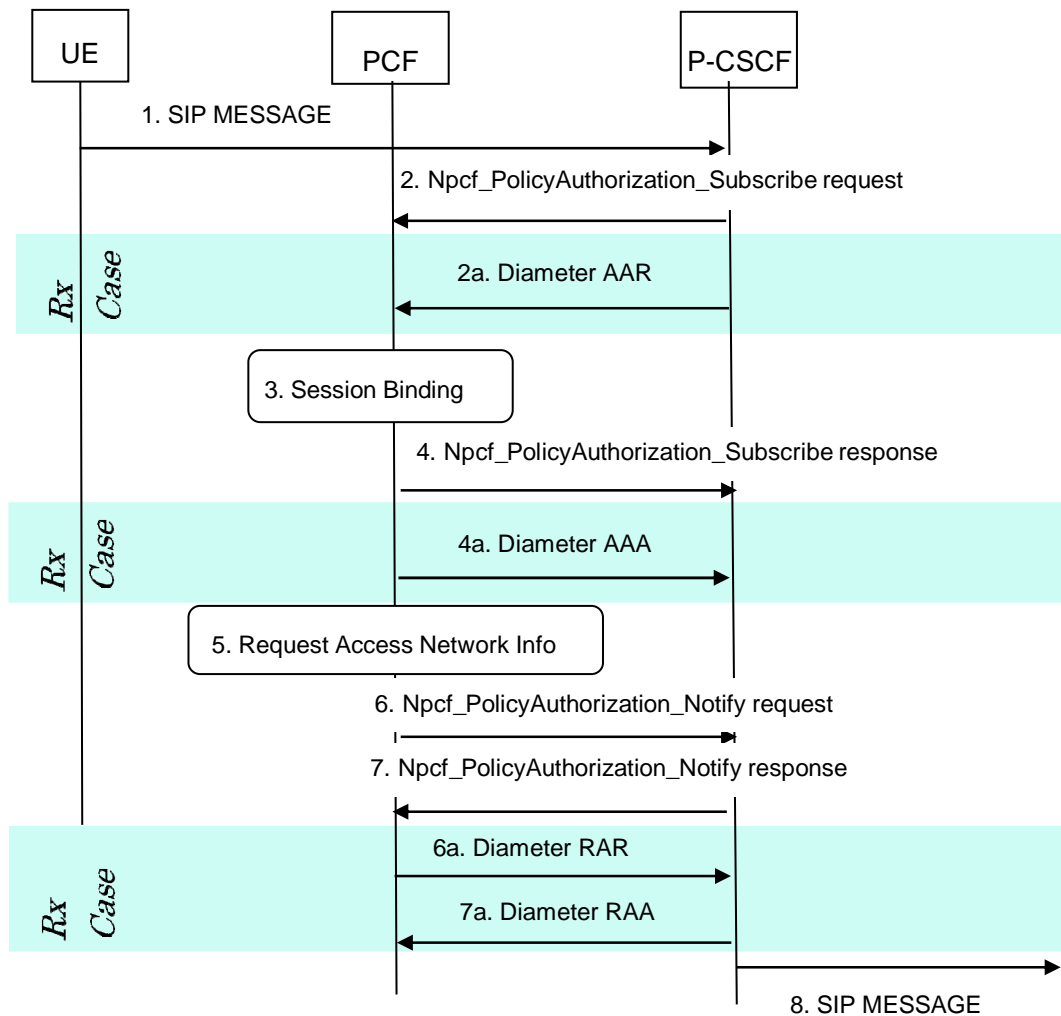 UE
PCF
P-CSCF
1. SIP MESSAGE
2. Npcf_PolicyAuthorization_Subscribe request
Rx
Case
2a. Diameter AAR
3. Session Binding
4. Npcf_PolicyAuthorization_Subscribe response
Rx
Case
4a. Diameter AAA
5. Request Access Network Info
6. Npcf_PolicyAuthorization_Notify request
7. Npcf_PolicyAuthorization_Notify response
Rx
Case
6a. Diameter RAR
7a. Diameter RAA
8. SIP MESSAGE